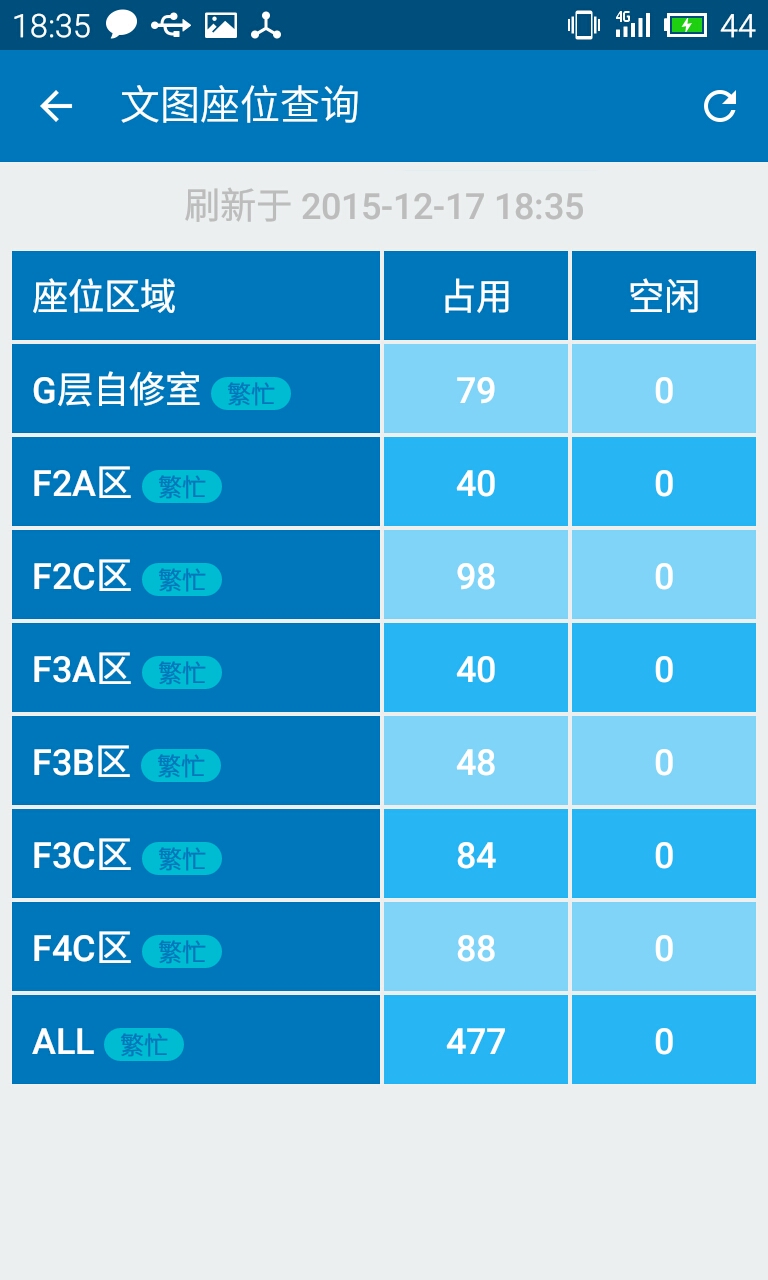 18:35 4G 44
文图座位查询
刷新于 2015-12-17 18:35
座位区域 占用 空闲
G层自修室 繁忙 79 0
F2A区 繁忙 40 0
F2C区 繁忙 98 0
F3A区 繁忙 40 0
F3B区 繁忙 48 0
F3C区 繁忙 84 0
F4C区 繁忙 88 0
ALL 繁忙 477 0